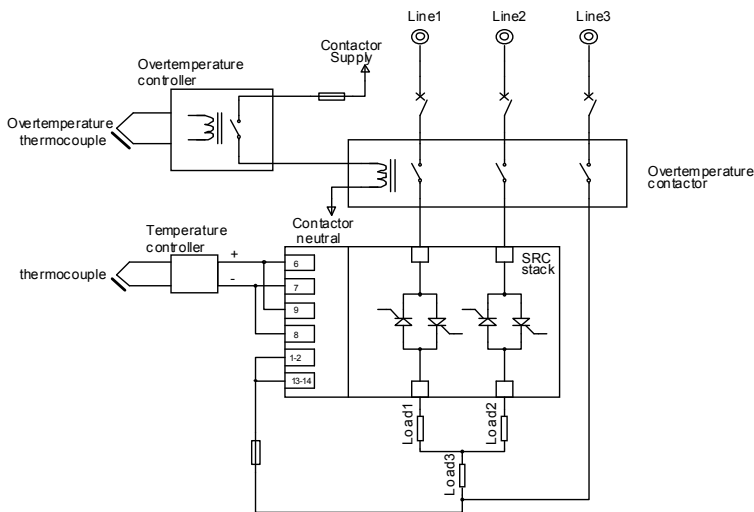 Line1
Line2
Line3
Contactor
Supply
Overtemperature
controller
Overtemperature
thermocouple
Overtemperature
contactor
Contactor
neutral
Temperature
controller
thermocouple
+
-
SRC
stack
6
7
9
8
1-2
13-14
Load1
Load2
Load3